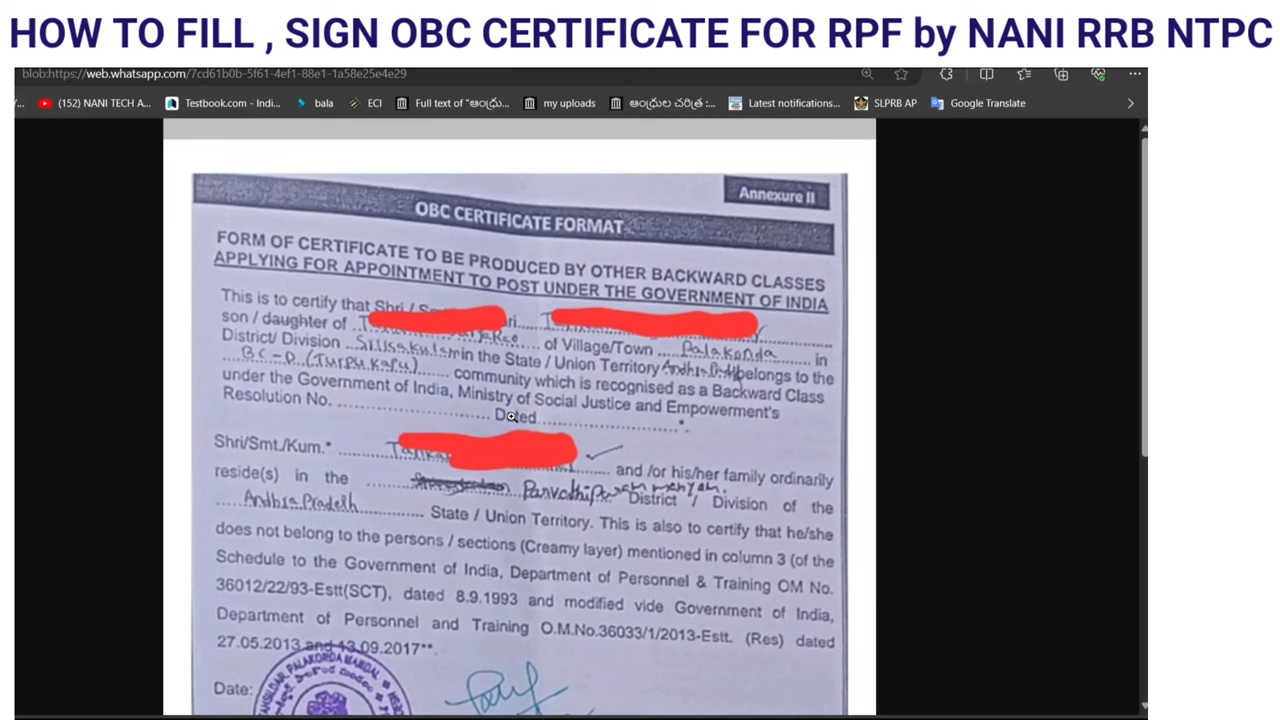 HOW TO FILL , SIGN OBC CERTIFICATE FOR RPF by NANI RRB NTPC
blob:https://web.whatsapp.com/7cd61b0b-5f61-4ef1-88e1-1a58e25e4e29
(152) NANI TECH A... Testbook.com - Indi... bala ECI Full text of "ఆంధ్రు... my uploads ఆంధ్రుల చరిత్ర :... Latest notifications... SLPRB AP Google Translate
Annexure II
OBC CERTIFICATE FORMAT
FORM OF CERTIFICATE TO BE PRODUCED BY OTHER BACKWARD CLASSES
APPLYING FOR APPOINTMENT TO POST UNDER THE GOVERNMENT OF INDIA
This is to certify that Shri /
son / daughter of of Village/Town Palakonda in
District/ Division Srikakulam in the State / Union Territory Andhra Pradesh belongs to the
BC-D (Turpu Kapu) community which is recognised as a Backward Class
under the Government of India, Ministry of Social Justice and Empowerment's
Resolution No. Dated *.
Shri/Smt./Kum.* and /or his/her family ordinarily
reside(s) in the Parvathipuram manyam. District / Division of the
Andhra Pradesh State / Union Territory. This is also to certify that he/she
does not belong to the persons / sections (Creamy layer) mentioned in column 3 (of the
Schedule to the Government of India, Department of Personnel & Training OM No.
36012/22/93-Estt(SCT), dated 8.9.1993 and modified vide Government of India,
Department of Personnel and Training O.M.No.36033/1/2013-Estt. (Res) dated
27.05.2013 and 13.09.2017**.
Date:
TAHSILDAR, PALAKONDA MANDAL